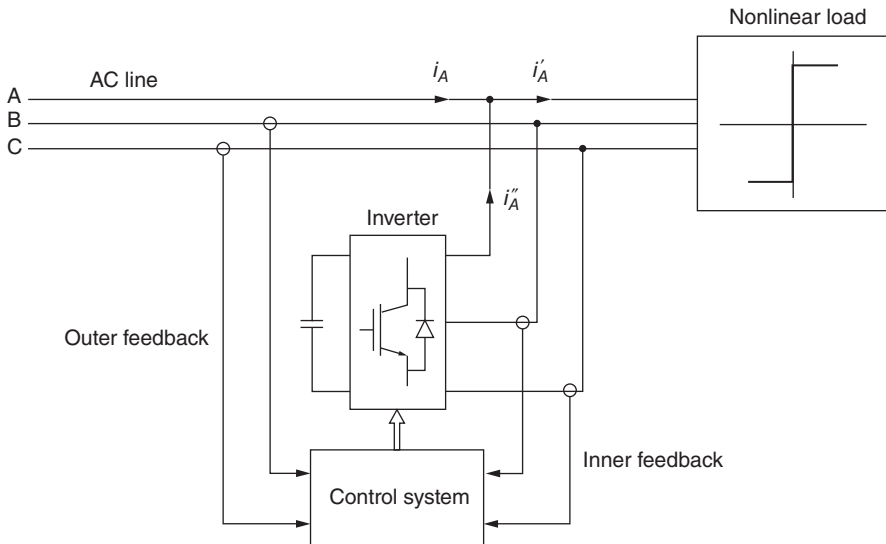 Nonlinear load
AC line
i_A
i'_A
A
B
C
i''_A
Inverter
Outer feedback
Inner feedback
Control system